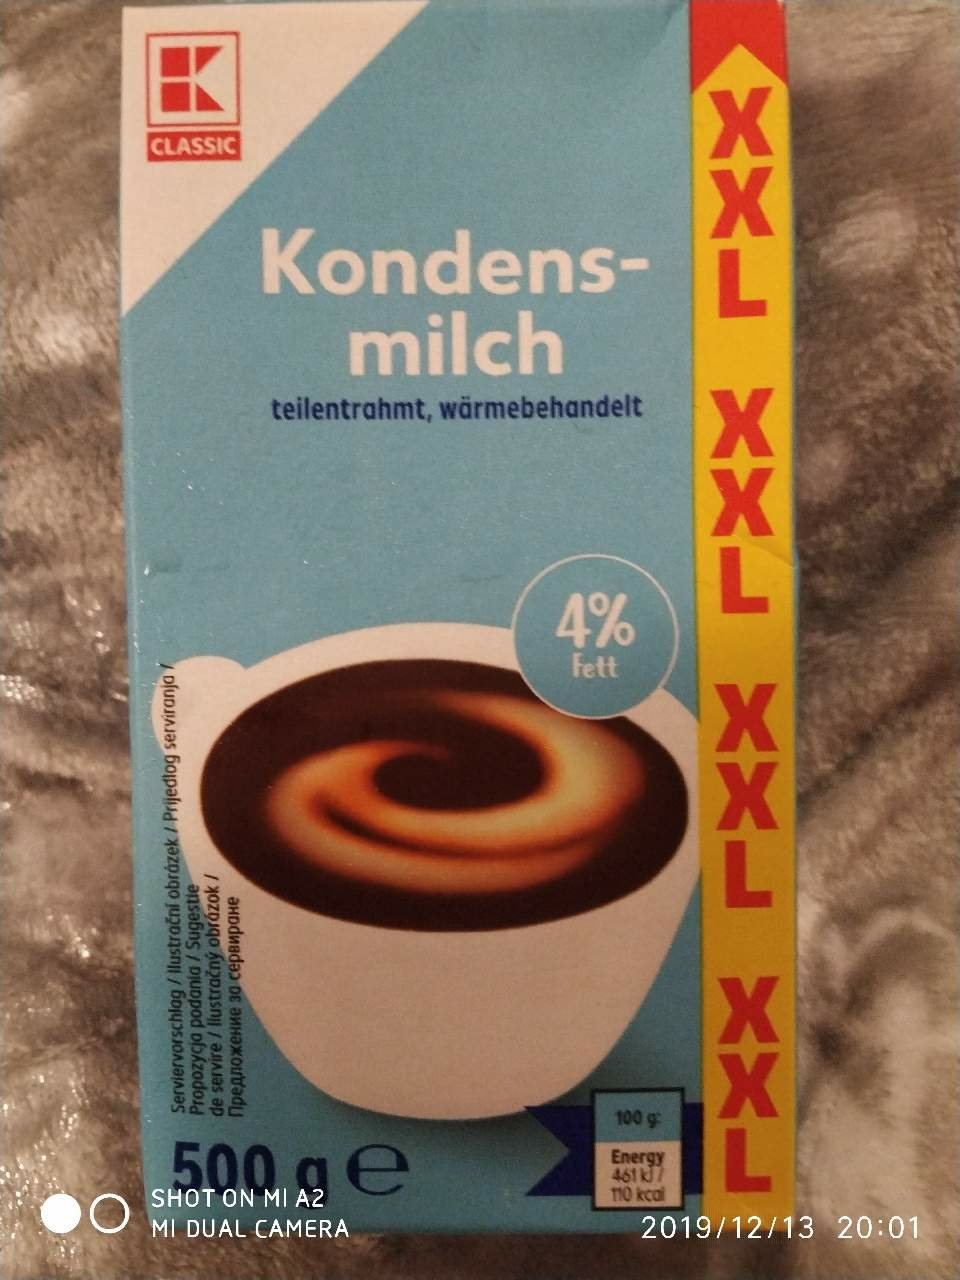 K
CLASSIC
Kondens-
milch
teilentrahmt, wärmebehandelt
4%
Fett
XXL XXL XXL XXL
Serviervorschlag / Ilustrační obrázek / Prijedlog serviranja /
Propozycja podania / Sugestie
de servire / Ilustračný obrázok /
Предложение за сервиране
500 g e
100 g:
Energy
461 kJ /
110 kcal
SHOT ON MI A2
MI DUAL CAMERA
2019/12/13 20:01